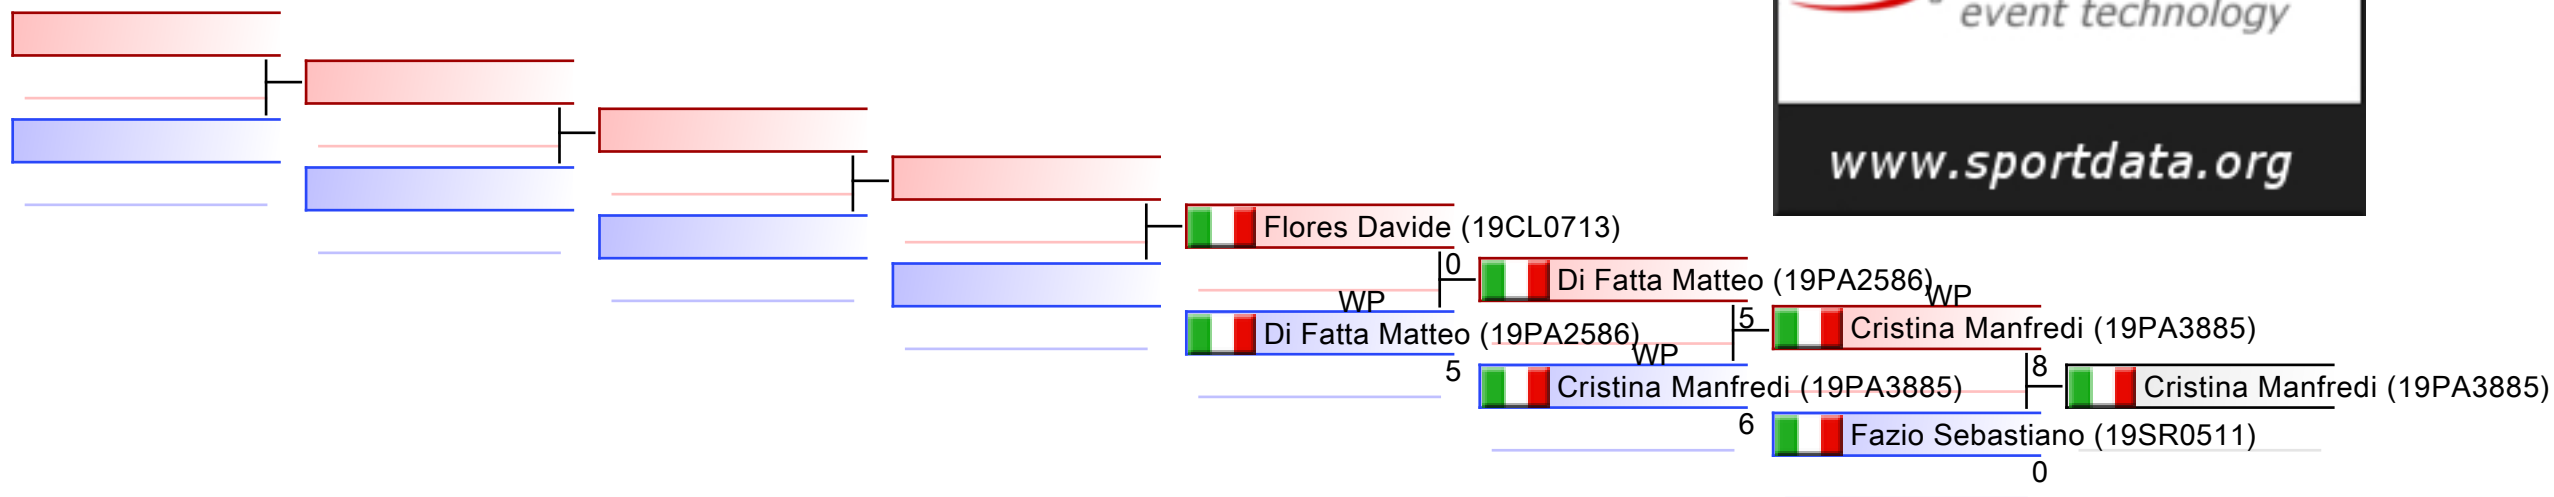 event technology
www.sportdata.org
Flores Davide (19CL0713)
0
Di Fatta Matteo (19PA2586)
WP
WP
5
Cristina Manfredi (19PA3885)
Di Fatta Matteo (19PA2586)
WP
8
5
Cristina Manfredi (19PA3885)
Cristina Manfredi (19PA3885)
6
Fazio Sebastiano (19SR0511)
0